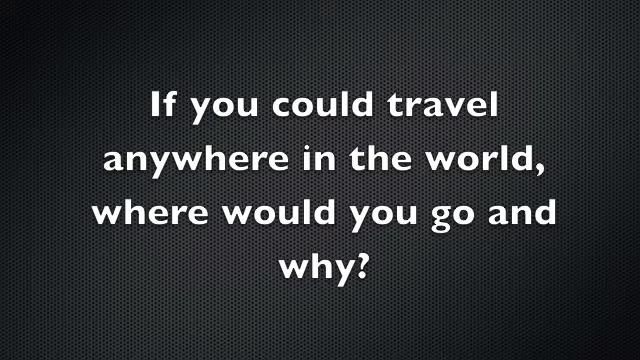 If you could travel
anywhere in the world,
where would you go and
why?